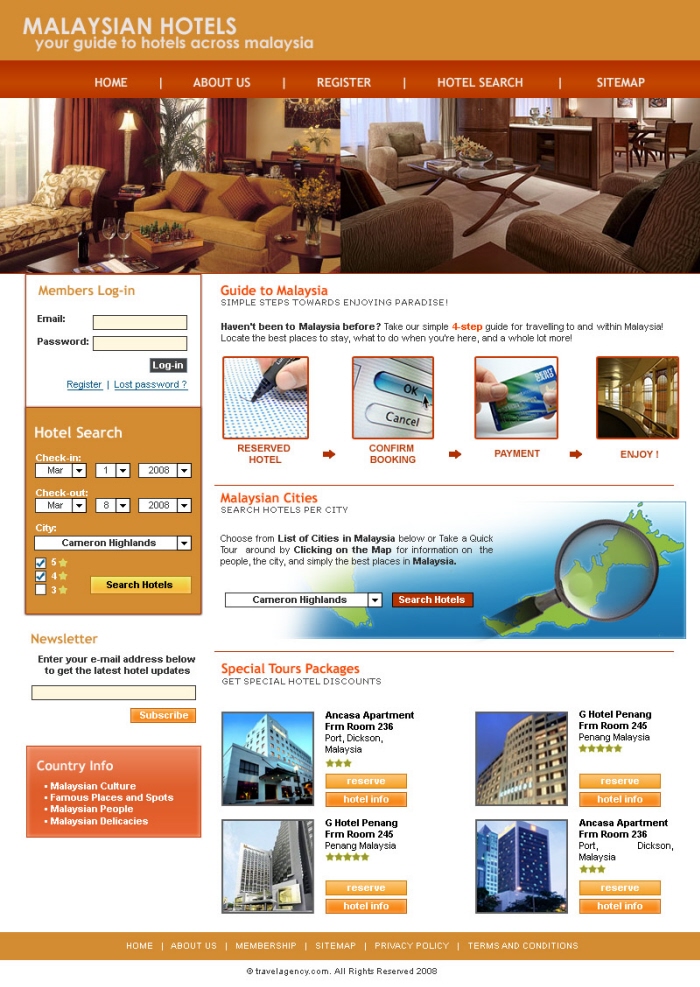 MALAYSIAN HOTELS
your guide to hotels across malaysia
HOME | ABOUT US | REGISTER | HOTEL SEARCH | SITEMAP
Members Log-in
Email:
Password:
Log-in
Register | Lost password ?
Hotel Search
Check-in:
Mar 1 2008
Check-out:
Mar 8 2008
City:
Cameron Highlands
5
4
3
Search Hotels
Newsletter
Enter your e-mail address below
to get the latest hotel updates
Subscribe
Country Info
• Malaysian Culture
• Famous Places and Spots
• Malaysian People
• Malaysian Delicacies
Guide to Malaysia
SIMPLE STEPS TOWARDS ENJOYING PARADISE!
Haven't been to Malaysia before? Take our simple 4-step guide for travelling to and within Malaysia!
Locate the best places to stay, what to do when you're here, and a whole lot more!
OK
Cancel
DEBIT
CARD
RESERVED
HOTEL
CONFIRM
BOOKING
PAYMENT
ENJOY !
Malaysian Cities
SEARCH HOTELS PER CITY
Choose from List of Cities in Malaysia below or Take a Quick
Tour around by Clicking on the Map for information on the
people, the city, and simply the best places in Malaysia.
Cameron Highlands
Search Hotels
Special Tours Packages
GET SPECIAL HOTEL DISCOUNTS
Ancasa Apartment
Frm Room 236
Port, Dickson,
Malaysia
reserve
hotel info
G Hotel Penang
Frm Room 245
Penang Malaysia
reserve
hotel info
G Hotel Penang
Frm Room 245
Penang Malaysia
reserve
hotel info
Ancasa Apartment
Frm Room 236
Port, Dickson,
Malaysia
reserve
hotel info
HOME | ABOUT US | MEMBERSHIP | SITEMAP | PRIVACY POLICY | TERMS AND CONDITIONS
© travelagency.com. All Rights Reserved 2008